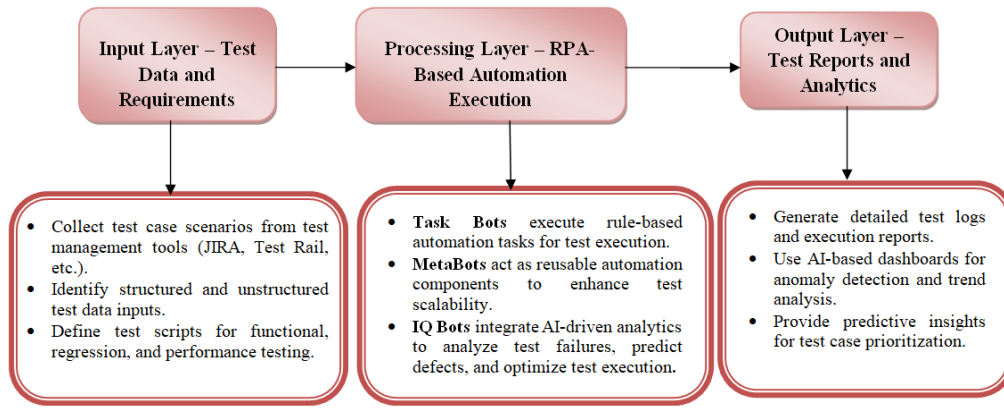 Input Layer – Test
Data and
Requirements
Processing Layer – RPA-
Based Automation
Execution
Output Layer –
Test Reports and
Analytics
• Collect test case scenarios from test
management tools (JIRA, Test Rail,
etc.).
• Identify structured and unstructured
test data inputs.
• Define test scripts for functional,
regression, and performance testing.
• Task Bots execute rule-based
automation tasks for test execution.
• MetaBots act as reusable automation
components to enhance test
scalability.
• IQ Bots integrate AI-driven analytics
to analyze test failures, predict
defects, and optimize test execution.
• Generate detailed test logs
and execution reports.
• Use AI-based dashboards for
anomaly detection and trend
analysis.
• Provide predictive insights
for test case prioritization.